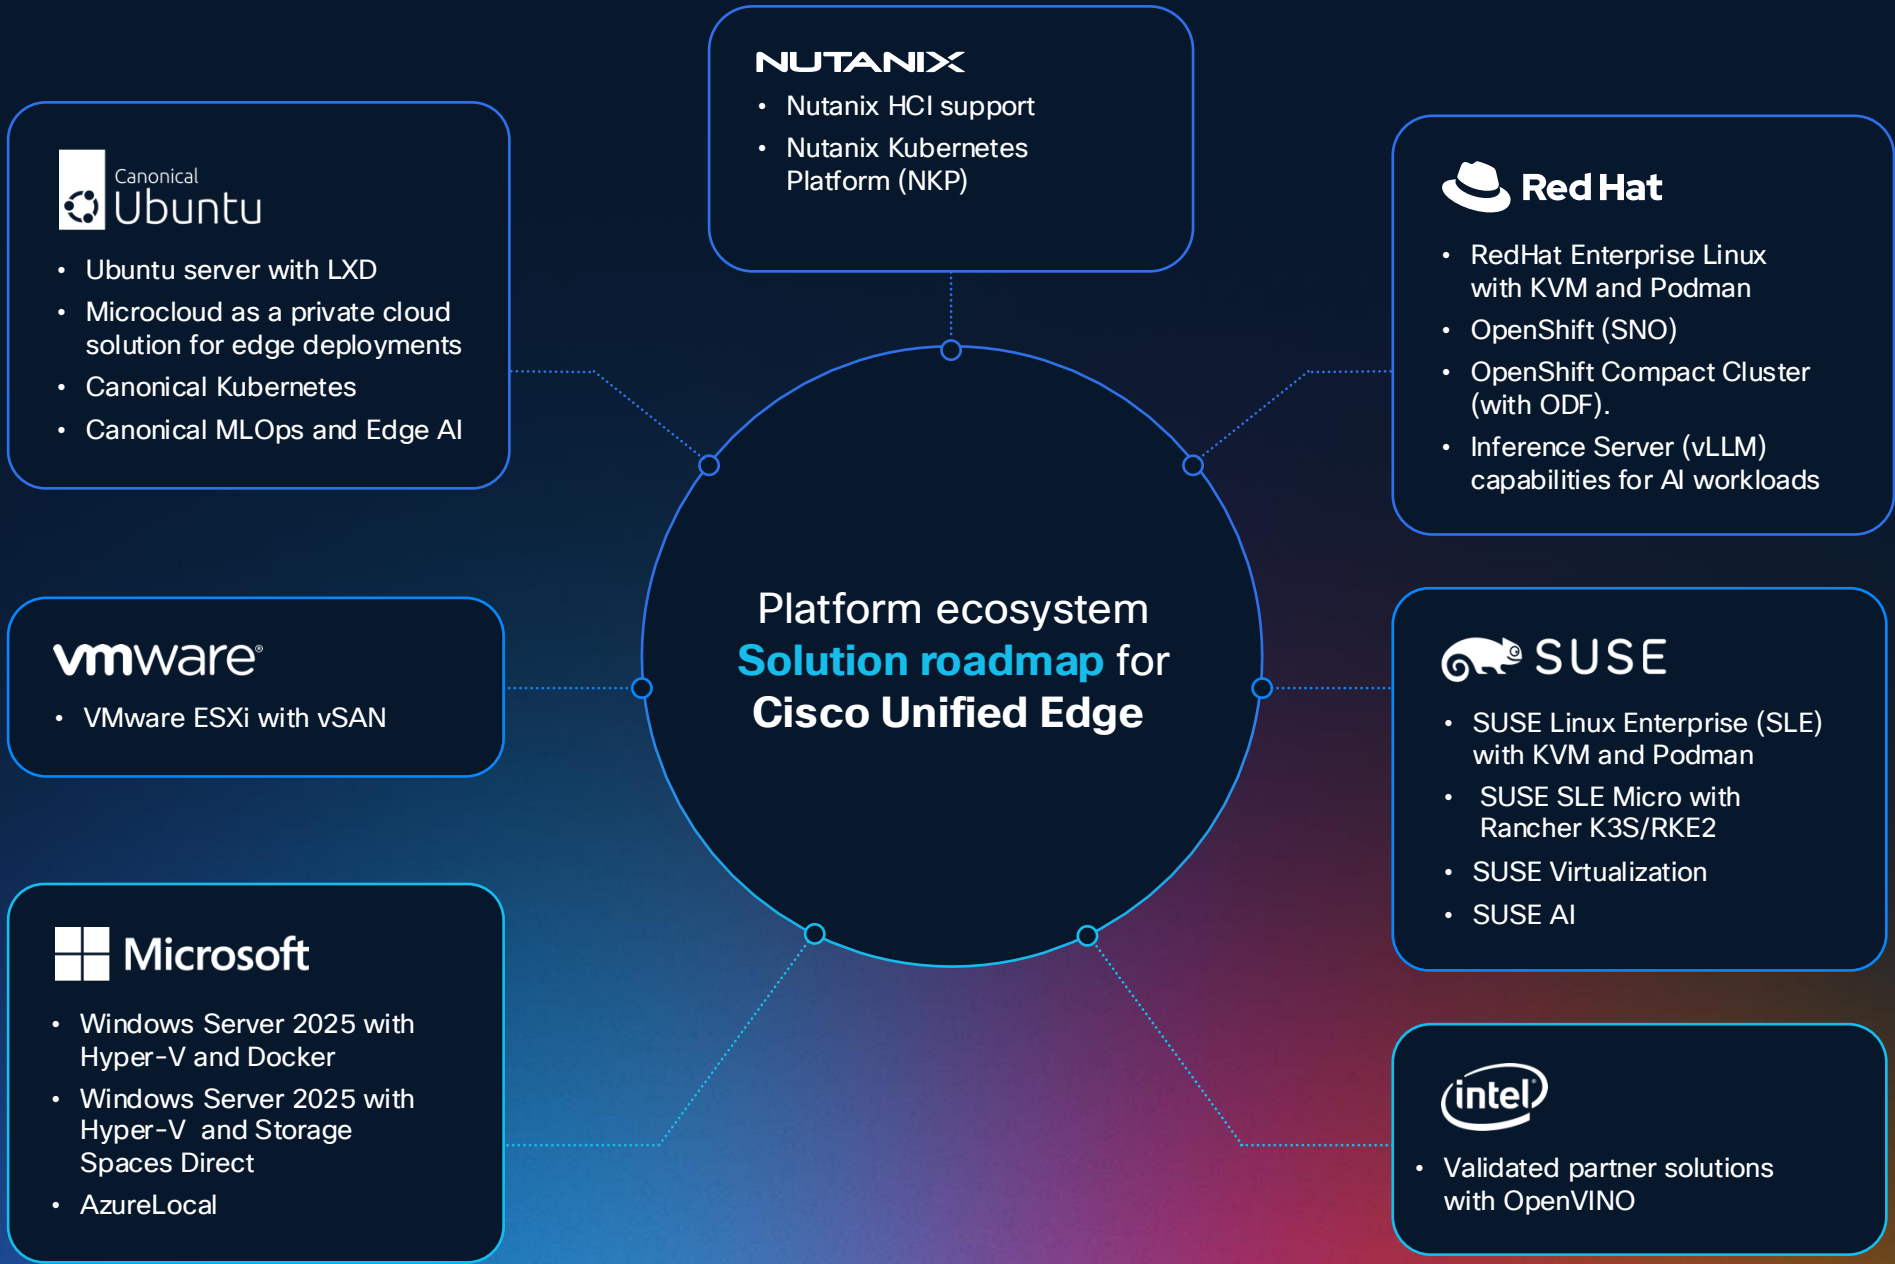 NUTANIX
• Nutanix HCI support
• Nutanix Kubernetes
Platform (NKP)
Canonical
Ubuntu
• Ubuntu server with LXD
• Microcloud as a private cloud
solution for edge deployments
• Canonical Kubernetes
• Canonical MLOps and Edge AI
Red Hat
• RedHat Enterprise Linux
with KVM and Podman
• OpenShift (SNO)
• OpenShift Compact Cluster
(with ODF).
• Inference Server (vLLM)
capabilities for AI workloads
Platform ecosystem
Solution roadmap for
Cisco Unified Edge
vmware®
• VMware ESXi with vSAN
SUSE
• SUSE Linux Enterprise (SLE)
with KVM and Podman
• SUSE SLE Micro with
Rancher K3S/RKE2
• SUSE Virtualization
• SUSE AI
Microsoft
• Windows Server 2025 with
Hyper-V and Docker
• Windows Server 2025 with
Hyper-V and Storage
Spaces Direct
• AzureLocal
intel
• Validated partner solutions
with OpenVINO